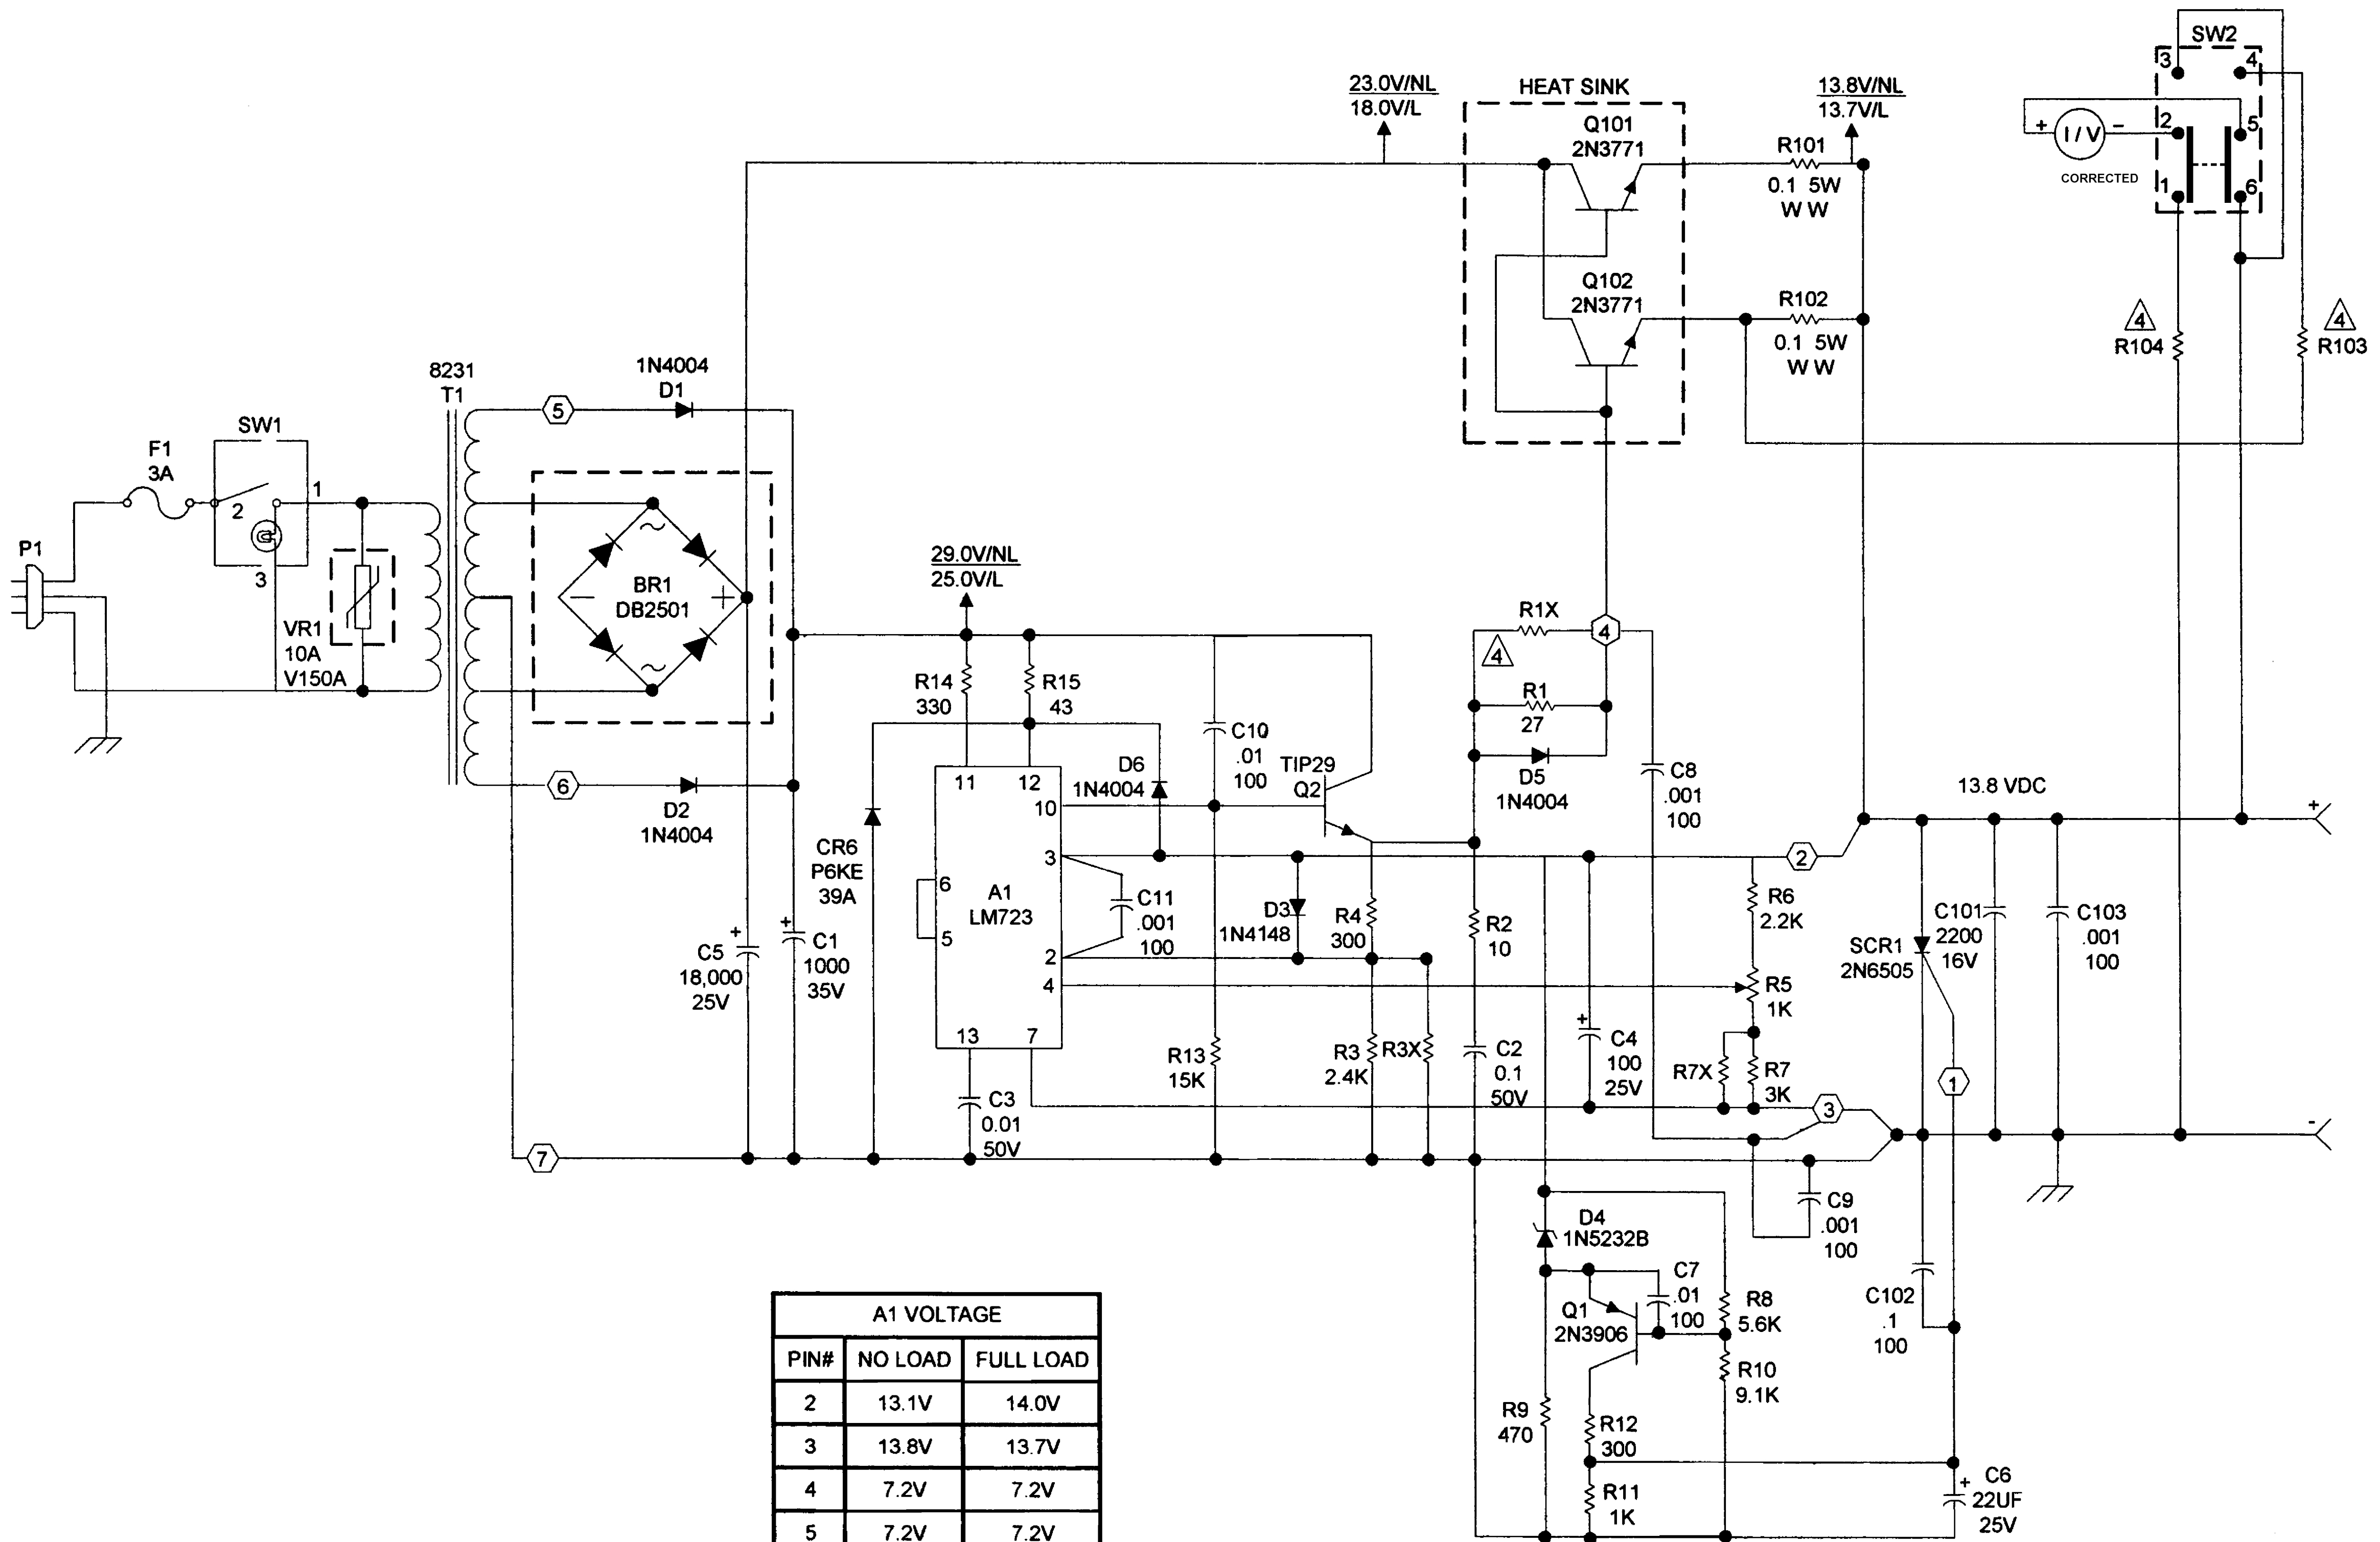 SW2
3
4
2
5
1
6
+
I / V
-
CORRECTED
23.0V/NL
18.0V/L
HEAT SINK
13.8V/NL
13.7V/L
Q101
2N3771
R101
0.1 5W
W W
Q102
2N3771
R102
0.1 5W
W W
4
R104
4
R103
8231
T1
1N4004
D1
5
SW1
F1
3A
1
2
3
P1
VR1
10A
V150A
~
BR1
DB2501
-
+
~
6
D2
1N4004
7
29.0V/NL
25.0V/L
R14
330
R15
43
C10
.01
100
TIP29
Q2
D6
1N4004
CR6
P6KE
39A
11
12
10
3
6
A1
LM723
5
2
4
13
7
C11
.001
100
D3
1N4148
R4
300
+
C5
18,000
25V
+
C1
1000
35V
C3
0.01
50V
R13
15K
R3
2.4K
R3X
R1X
4
4
R1
27
D5
1N4004
C8
.001
100
R2
10
C2
0.1
50V
+
C4
100
25V
2
R6
2.2K
R5
1K
R7X
R7
3K
3
13.8 VDC
+
-
SCR1
2N6505
C101
2200
16V
C103
.001
100
1
C9
.001
100
D4
1N5232B
C7
.01
100
Q1
2N3906
R8
5.6K
R10
9.1K
C102
.1
100
R9
470
R12
300
R11
1K
+
C6
22UF
25V
A1 VOLTAGE
PIN# NO LOAD FULL LOAD
2 13.1V 14.0V
3 13.8V 13.7V
4 7.2V 7.2V
5 7.2V 7.2V